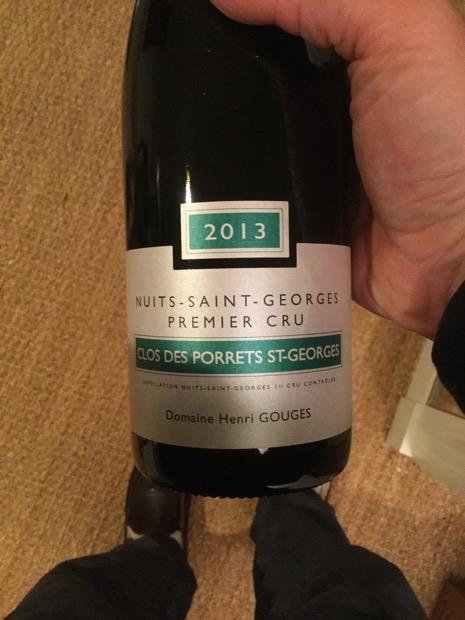 2013
NUITS-SAINT-GEORGES
PREMIER CRU
CLOS DES PORRETS ST-GEORGES
APPELLATION NUITS-SAINT-GEORGES 1er CRU CONTRÔLÉE
Domaine Henri GOUGES